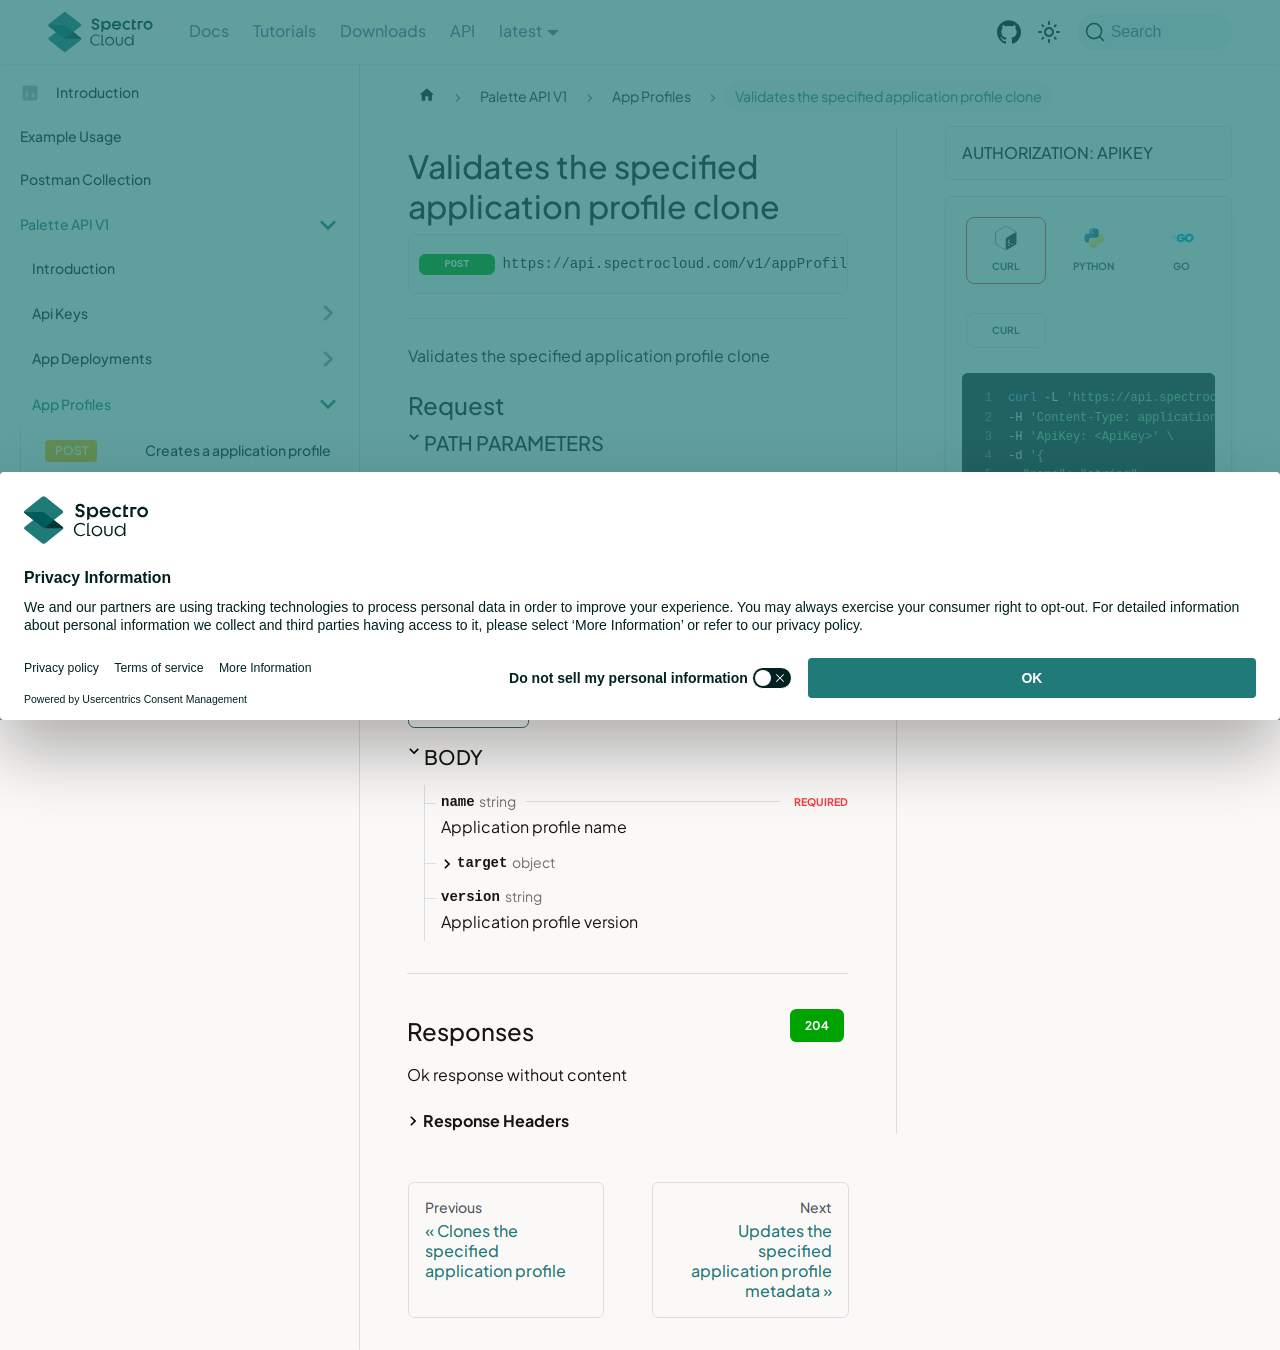 Spectro Cloud
Docs
Tutorials
Downloads
API
latest
Search
Introduction
Example Usage
Postman Collection
Palette API V1
Introduction
Api Keys
App Deployments
App Profiles
POST Creates a application profile
Palette API V1
App Profiles
Validates the specified application profile clone
Validates the specified
application profile clone
POST https://api.spectrocloud.com/v1/appProfil
Validates the specified application profile clone
Request
PATH PARAMETERS
AUTHORIZATION: APIKEY
CURL
PYTHON
GO
CURL
1 curl -L 'https://api.spectroc
2 -H 'Content-Type: application
3 -H 'ApiKey: <ApiKey>' \
4 -d '{
Spectro
Cloud
Privacy Information
We and our partners are using tracking technologies to process personal data in order to improve your experience. You may always exercise your consumer right to opt-out. For detailed information
about personal information we collect and third parties having access to it, please select ‘More Information’ or refer to our privacy policy.
Privacy policy
Terms of service
More Information
Do not sell my personal information
OK
Powered by Usercentrics Consent Management
BODY
name string REQUIRED
Application profile name
target object
version string
Application profile version
Responses
204
Ok response without content
Response Headers
Previous
« Clones the
specified
application profile
Next
Updates the
specified
application profile
metadata »